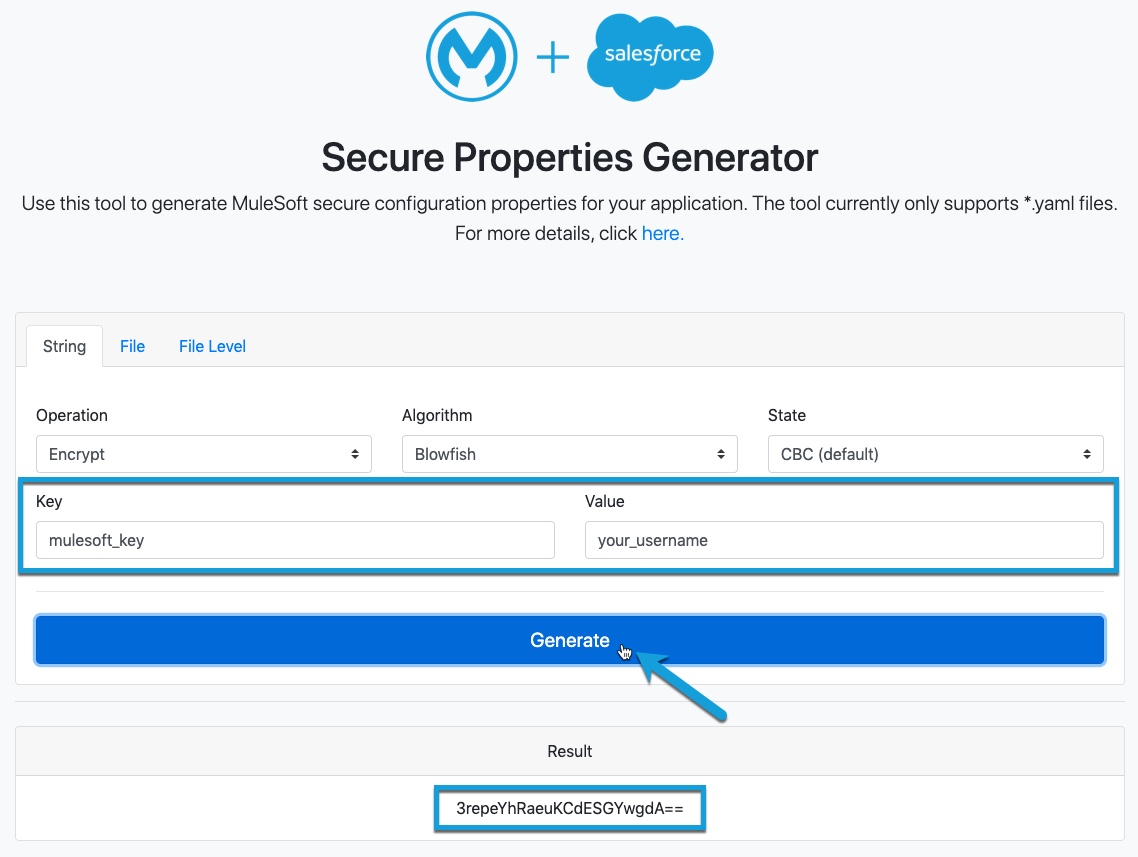 salesforce
Secure Properties Generator
Use this tool to generate MuleSoft secure configuration properties for your application. The tool currently only supports *.yaml files.
For more details, click here.
String File File Level
Operation Algorithm State
Encrypt Blowfish CBC (default)
Key Value
mulesoft_key your_username
Generate
Result
3repeYhRaeuKCdESGYwgdA==